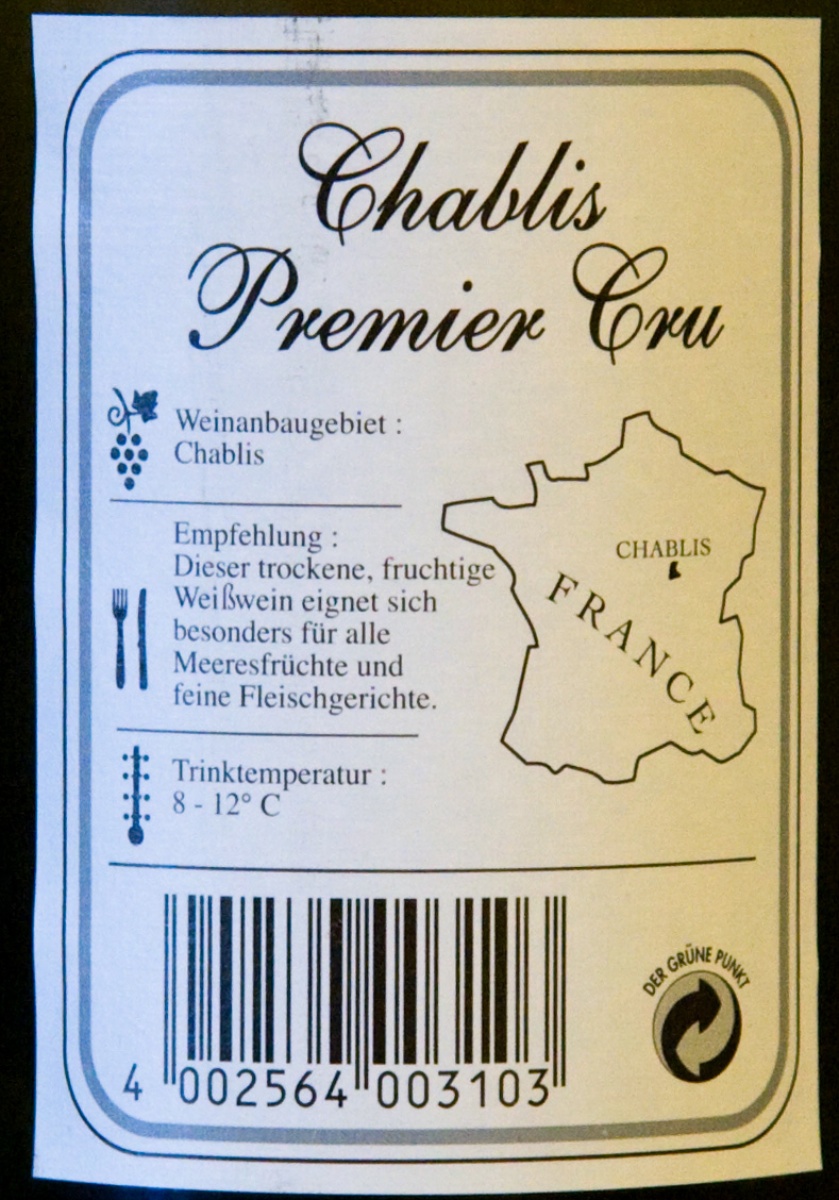 Chablis
Premier Cru
Weinanbaugebiet :
Chablis
Empfehlung :
Dieser trockene, fruchtige
Weißwein eignet sich
besonders für alle
Meeresfrüchte und
feine Fleischgerichte.
Trinktemperatur :
8 - 12° C
CHABLIS
FRANCE
4 002564 003103
DER GRÜNE PUNKT